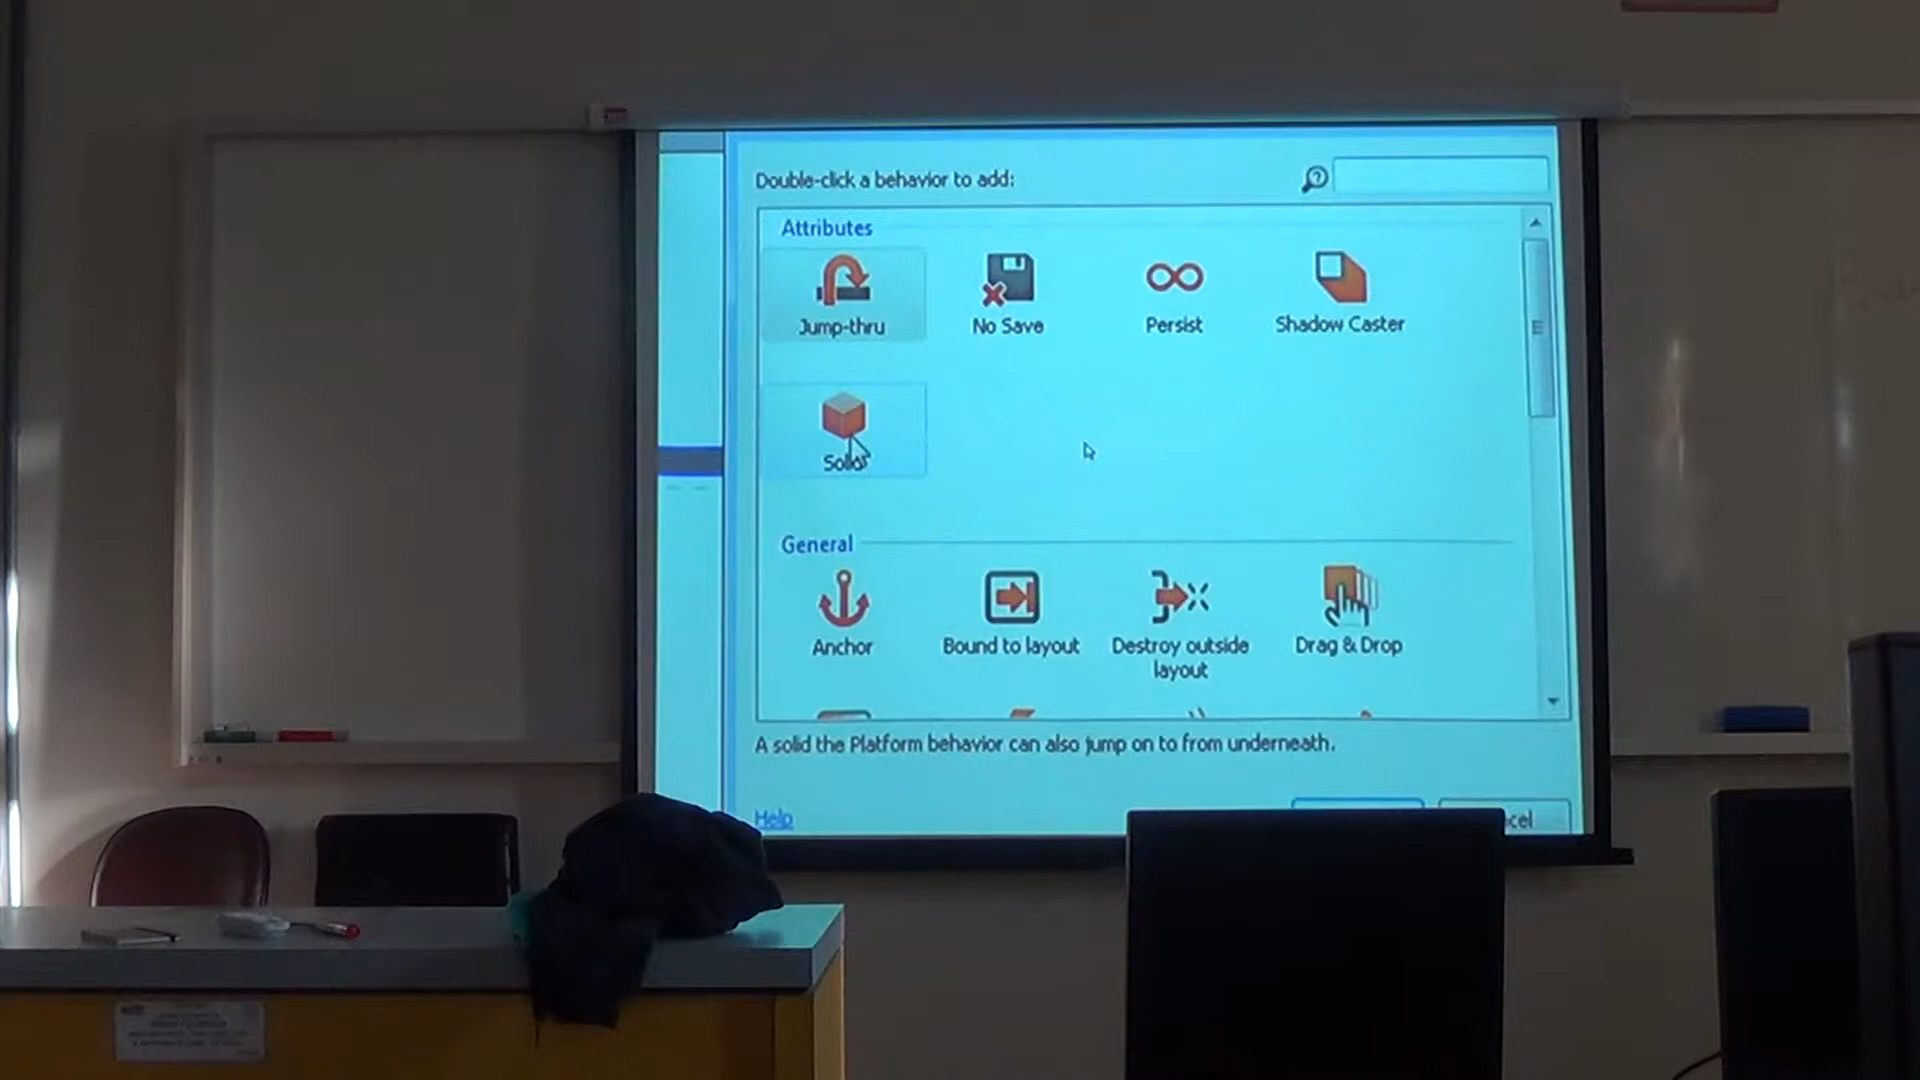 Double-click a behavior to add:
Attributes
Jump-thru
No Save
Persist
Shadow Caster
Solid
General
Anchor
Bound to layout
Destroy outside
layout
Drag & Drop
A solid the Platform behavior can also jump on to from underneath.
Help